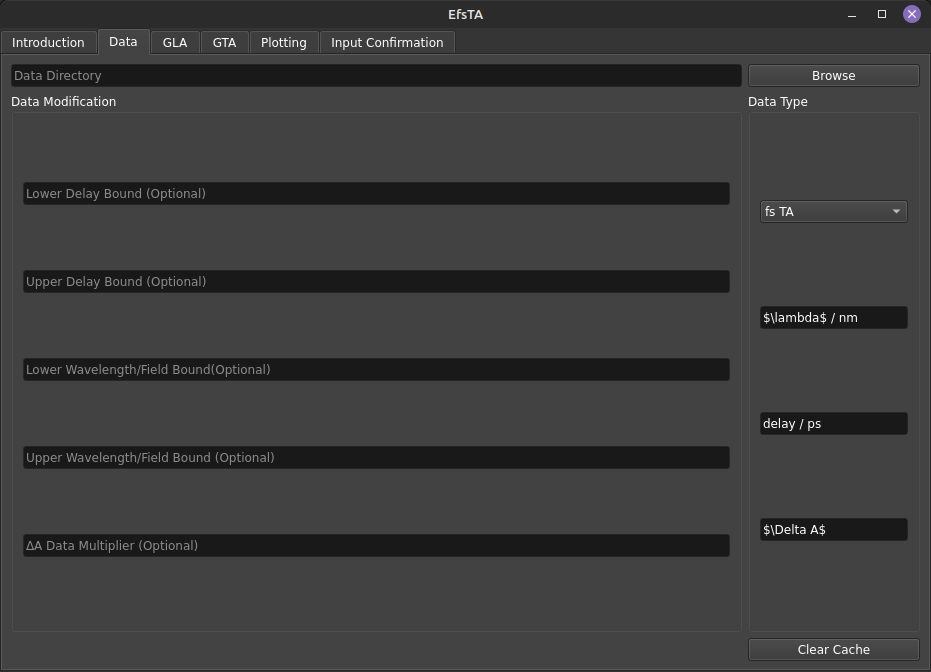 EfsTA
Introduction
Data
GLA
GTA
Plotting
Input Confirmation
Data Directory
Browse
Data Modification
Data Type
Lower Delay Bound (Optional)
fs TA
Upper Delay Bound (Optional)
$\lambda$ / nm
Lower Wavelength/Field Bound(Optional)
delay / ps
Upper Wavelength/Field Bound (Optional)
$\Delta A$
ΔA Data Multiplier (Optional)
Clear Cache